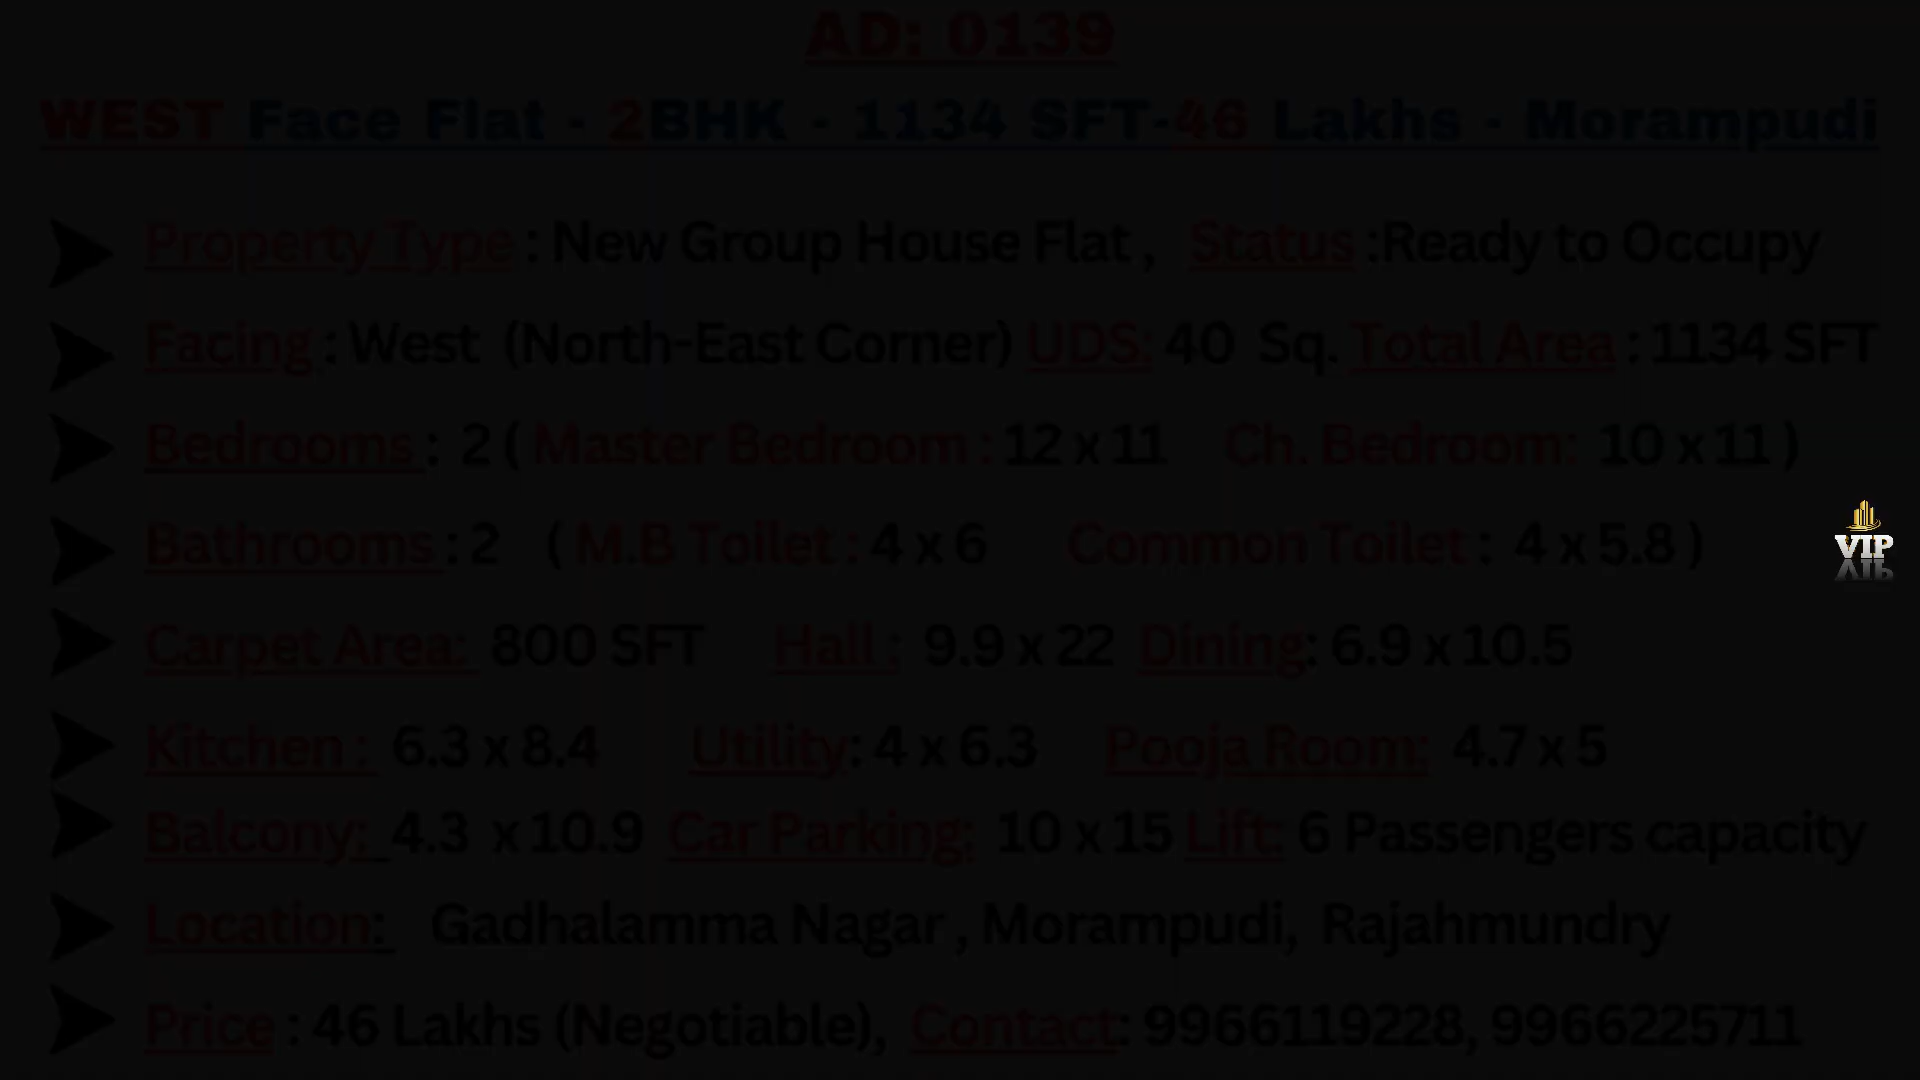 AD: 0139
WEST Face Flat - 2BHK - 1134 SFT-46 Lakhs - Morampudi
Property Type : New Group House Flat , Status :Ready to Occupy
Facing : West (North-East Corner) UDS: 40 Sq. Total Area : 1134 SFT
Bedrooms : 2 ( Master Bedroom : 12 x 11 Ch. Bedroom: 10 x 11 )
Bathrooms : 2 ( M.B Toilet : 4 x 6 Common Toilet : 4 x 5.8 )
VIP
Carpet Area: 800 SFT Hall : 9.9 x 22 Dining: 6.9 x 10.5
Kitchen : 6.3 x 8.4 Utility: 4 x 6.3 Pooja Room: 4.7 x 5
Balcony: 4.3 x 10.9 Car Parking: 10 x 15 Lift: 6 Passengers capacity
Location: Gadhalamma Nagar , Morampudi, Rajahmundry
Price : 46 Lakhs (Negotiable), Contact: 9966119228, 9966225711